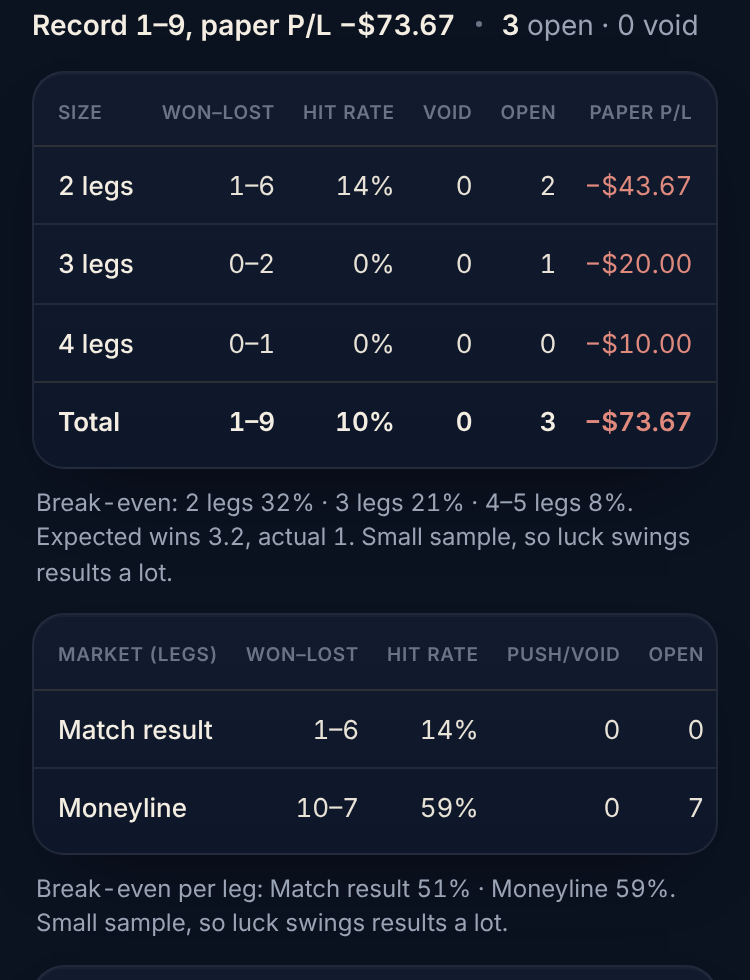 Record 1–9, paper P/L −$73.67 • 3 open · 0 void
SIZE WON–LOST HIT RATE VOID OPEN PAPER P/L
2 legs 1–6 14% 0 2 −$43.67
3 legs 0–2 0% 0 1 −$20.00
4 legs 0–1 0% 0 0 −$10.00
Total 1–9 10% 0 3 −$73.67
Break-even: 2 legs 32% · 3 legs 21% · 4–5 legs 8%.
Expected wins 3.2, actual 1. Small sample, so luck swings
results a lot.
MARKET (LEGS) WON–LOST HIT RATE PUSH/VOID OPEN
Match result 1–6 14% 0 0
Moneyline 10–7 59% 0 7
Break-even per leg: Match result 51% · Moneyline 59%.
Small sample, so luck swings results a lot.